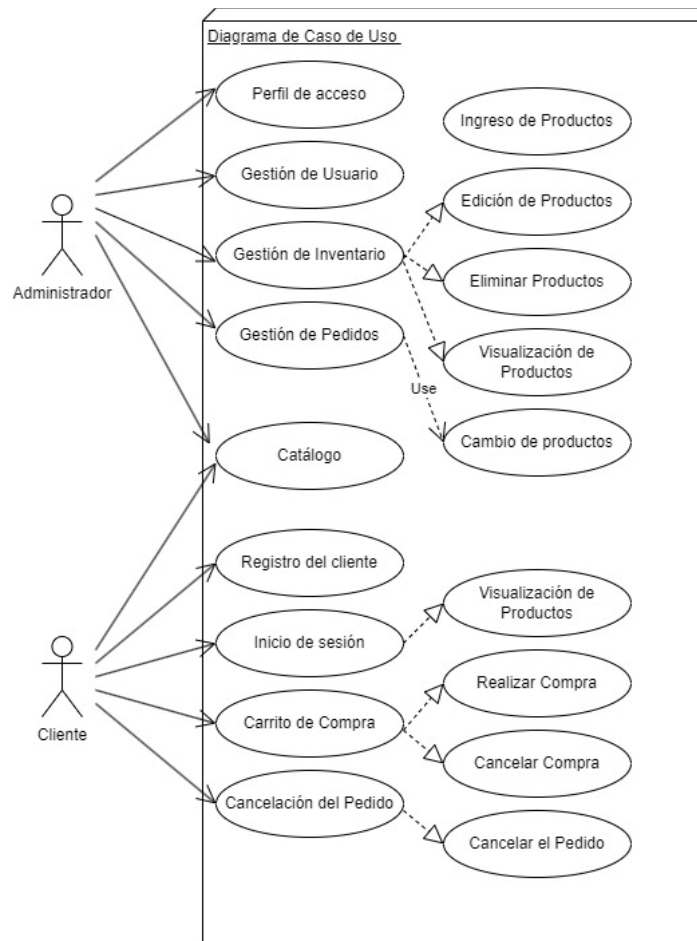 Diagrama de Caso de Uso
Perfil de acceso
Ingreso de Productos
Gestión de Usuario
Edición de Productos
Administrador
Gestión de Inventario
Eliminar Productos
Gestión de Pedidos
Visualización de
Productos
Use
Catálogo
Cambio de productos
Registro del cliente
Visualización de
Productos
Inicio de sesión
Realizar Compra
Cliente
Carrito de Compra
Cancelar Compra
Cancelación del Pedido
Cancelar el Pedido